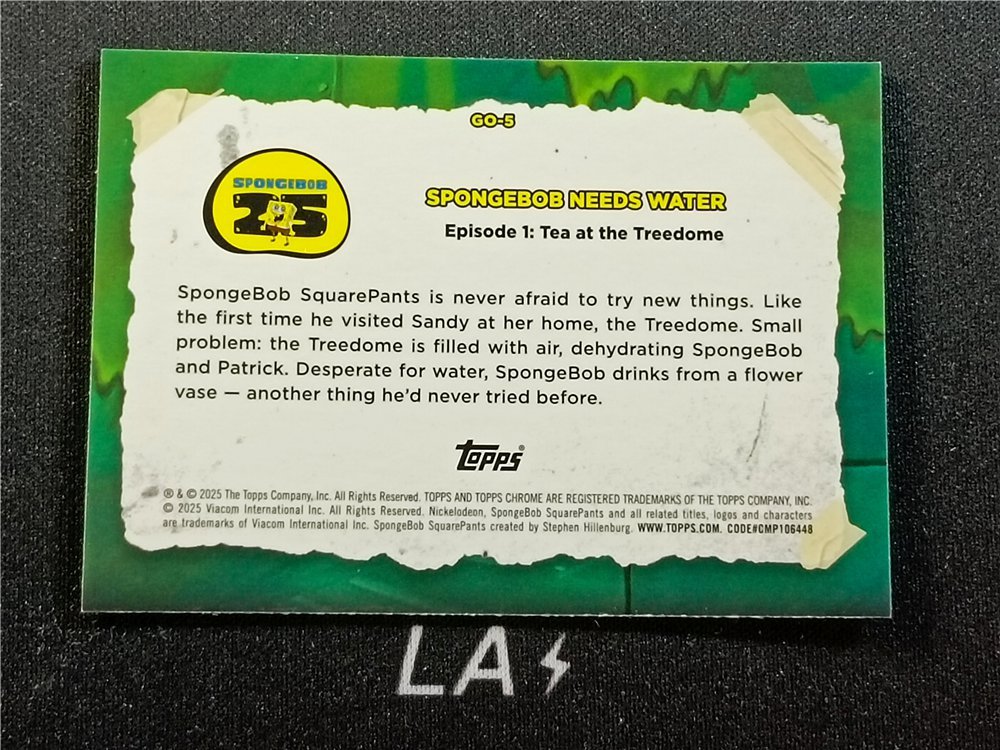 GO-5
SPONGEBOB
25
SPONGEBOB NEEDS WATER
Episode 1: Tea at the Treedome
SpongeBob SquarePants is never afraid to try new things. Like
the first time he visited Sandy at her home, the Treedome. Small
problem: the Treedome is filled with air, dehydrating SpongeBob
and Patrick. Desperate for water, SpongeBob drinks from a flower
vase — another thing he'd never tried before.
topps®
® & © 2025 The Topps Company, Inc. All Rights Reserved. TOPPS AND TOPPS CHROME ARE REGISTERED TRADEMARKS OF THE TOPPS COMPANY, INC.
© 2025 Viacom International Inc. All Rights Reserved. Nickelodeon, SpongeBob SquarePants and all related titles, logos and characters
are trademarks of Viacom International Inc. SpongeBob SquarePants created by Stephen Hillenburg. WWW.TOPPS.COM. CODE#CMP106448
LA